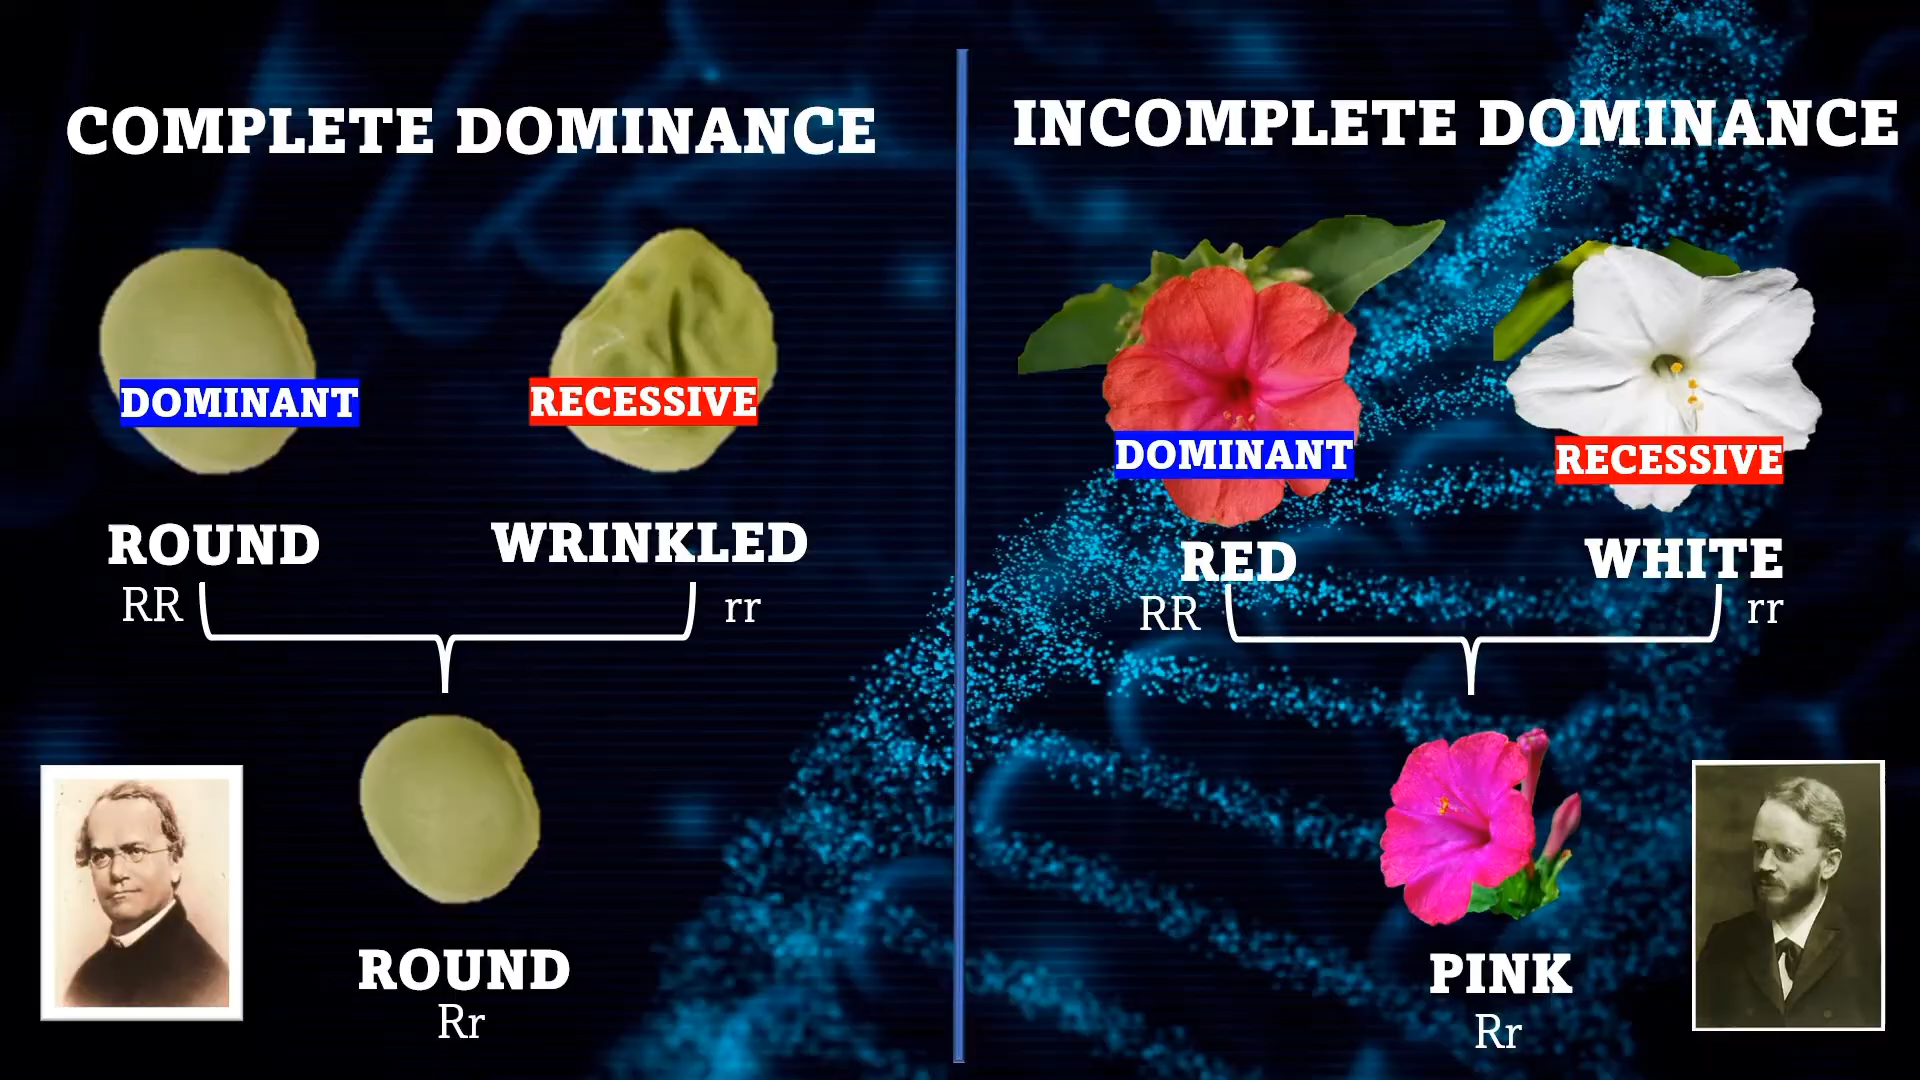 COMPLETE DOMINANCE
DOMINANT
RECESSIVE
ROUND
WRINKLED
RR
rr
ROUND
Rr
INCOMPLETE DOMINANCE
DOMINANT
RECESSIVE
RED
WHITE
RR
rr
PINK
Rr